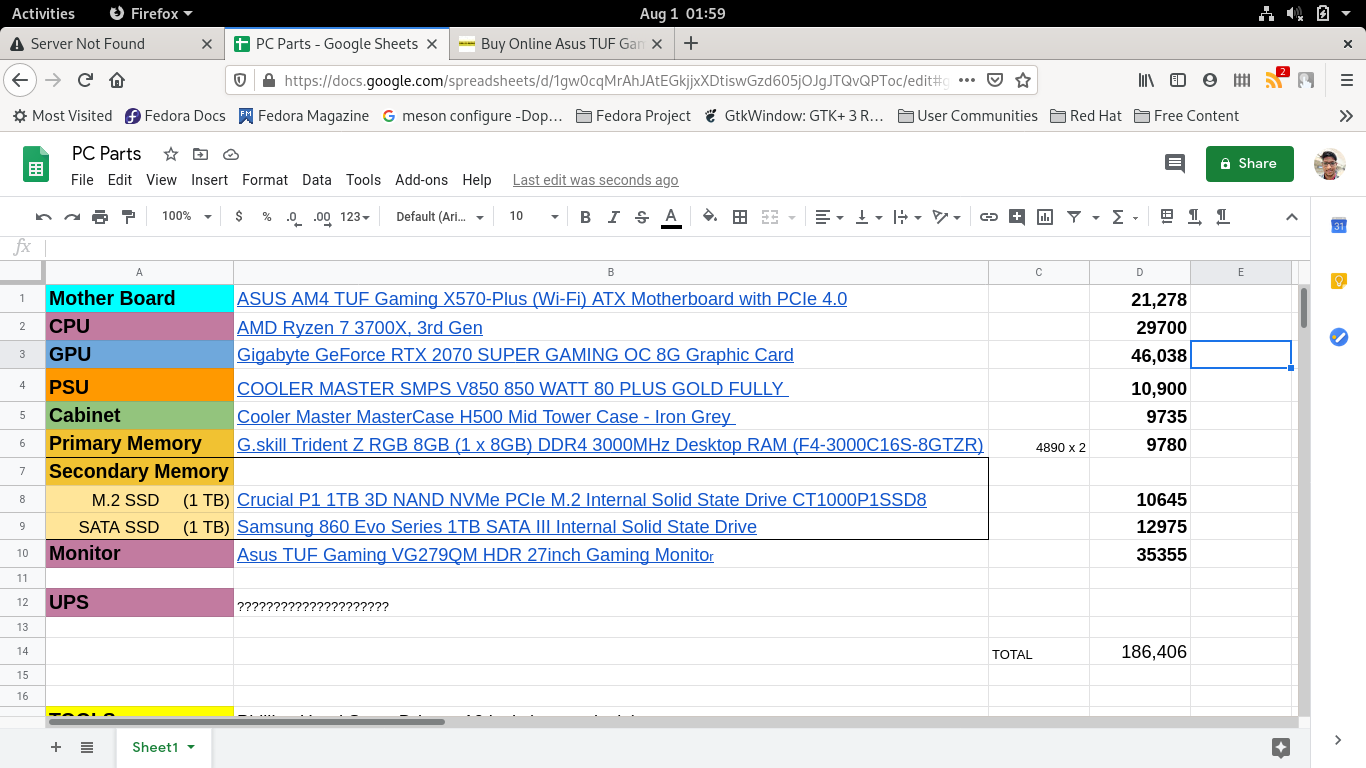 Activities Firefox Aug 1 01:59
Server Not Found PC Parts - Google Sheets Buy Online Asus TUF Gam
https://docs.google.com/spreadsheets/d/1gw0cqMrAhJAtEGkjjxXDtiswGzd605jOJgJTQvQPToc/edit#g 2
Most Visited Fedora Docs Fedora Magazine meson configure -Dop… Fedora Project GtkWindow: GTK+ 3 R… User Communities Red Hat Free Content
PC Parts
Share
File Edit View Insert Format Data Tools Add-ons Help Last edit was seconds ago
100% $ % .0 .00 123 Default (Ari... 10 B I S A
fx
31
A B C D E
1 Mother Board ASUS AM4 TUF Gaming X570-Plus (Wi-Fi) ATX Motherboard with PCIe 4.0 21,278
2 CPU AMD Ryzen 7 3700X, 3rd Gen 29700
3 GPU Gigabyte GeForce RTX 2070 SUPER GAMING OC 8G Graphic Card 46,038
4 PSU COOLER MASTER SMPS V850 850 WATT 80 PLUS GOLD FULLY 10,900
5 Cabinet Cooler Master MasterCase H500 Mid Tower Case - Iron Grey 9735
6 Primary Memory G.skill Trident Z RGB 8GB (1 x 8GB) DDR4 3000MHz Desktop RAM (F4-3000C16S-8GTZR) 4890 x 2 9780
7 Secondary Memory
8 M.2 SSD (1 TB) Crucial P1 1TB 3D NAND NVMe PCIe M.2 Internal Solid State Drive CT1000P1SSD8 10645
9 SATA SSD (1 TB) Samsung 860 Evo Series 1TB SATA III Internal Solid State Drive 12975
10 Monitor Asus TUF Gaming VG279QM HDR 27inch Gaming Monitor 35355
11
12 UPS ?????????????????????
13
14 TOTAL 186,406
15
16
TOOLS
Sheet1